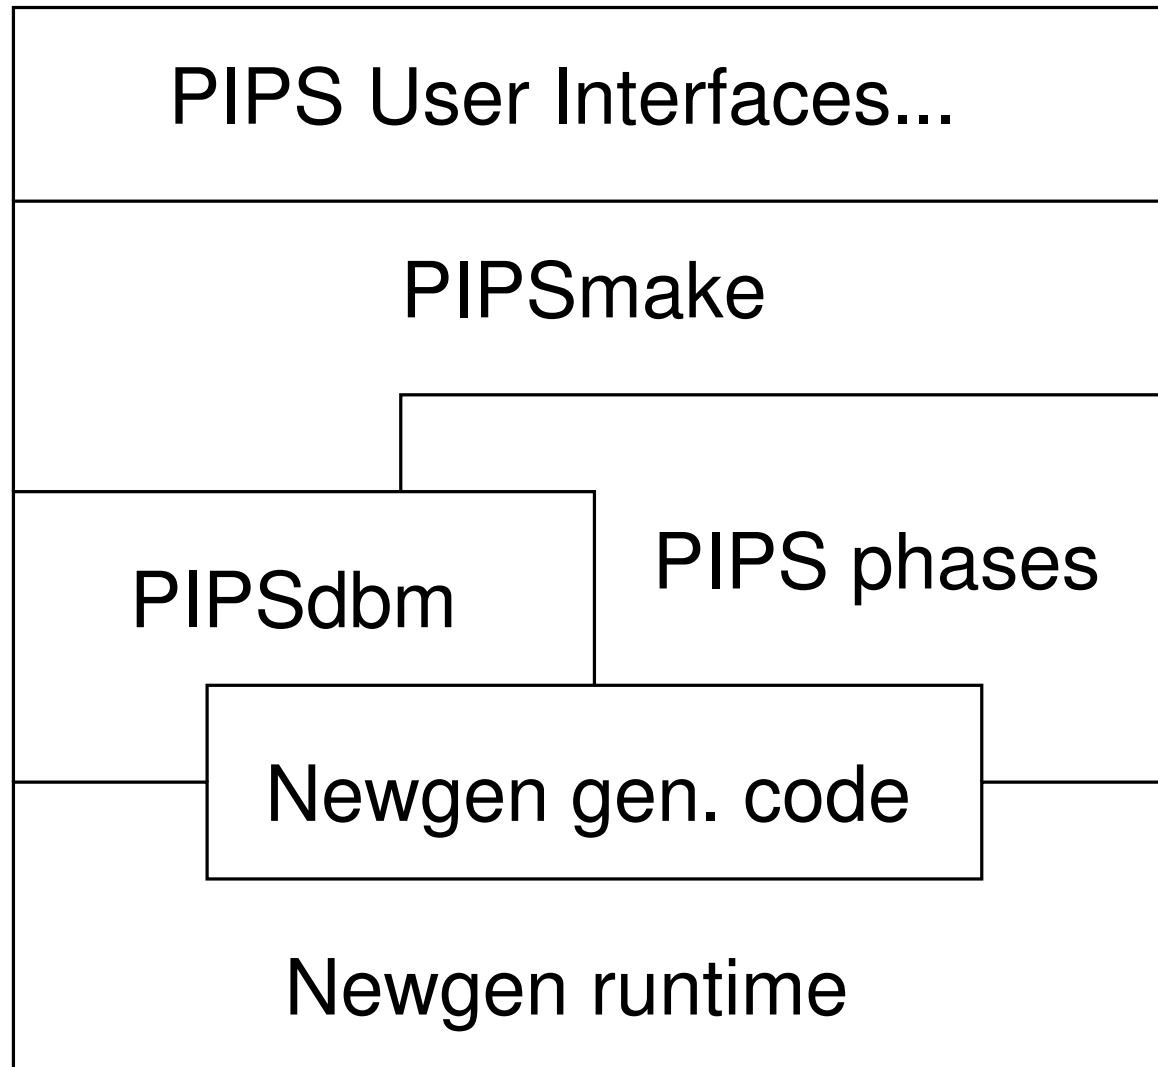 PIPS User Interfaces...
PIPSmake
PIPS phases
PIPSdbm
Newgen gen. code
Newgen runtime